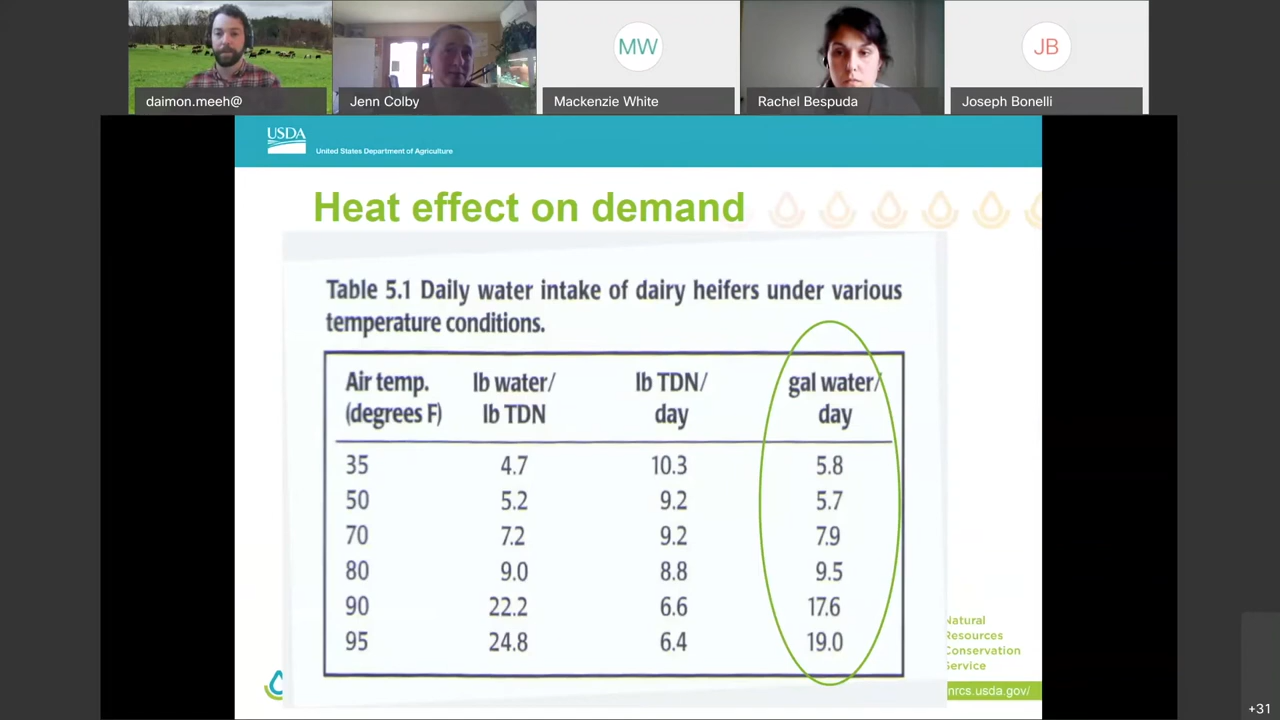 daimon.meeh@
Jenn Colby
MW
Mackenzie White
Rachel Bespuda
JB
Joseph Bonelli
USDA
United States Department of Agriculture
Heat effect on demand
Table 5.1 Daily water intake of dairy heifers under various
temperature conditions.
Air temp. lb water/ lb TDN/ gal water/
(degrees F) lb TDN day day
35 4.7 10.3 5.8
50 5.2 9.2 5.7
70 7.2 9.2 7.9
80 9.0 8.8 9.5
90 22.2 6.6 17.6
95 24.8 6.4 19.0
Natural
Resources
Conservation
Service
nrcs.usda.gov/
+31